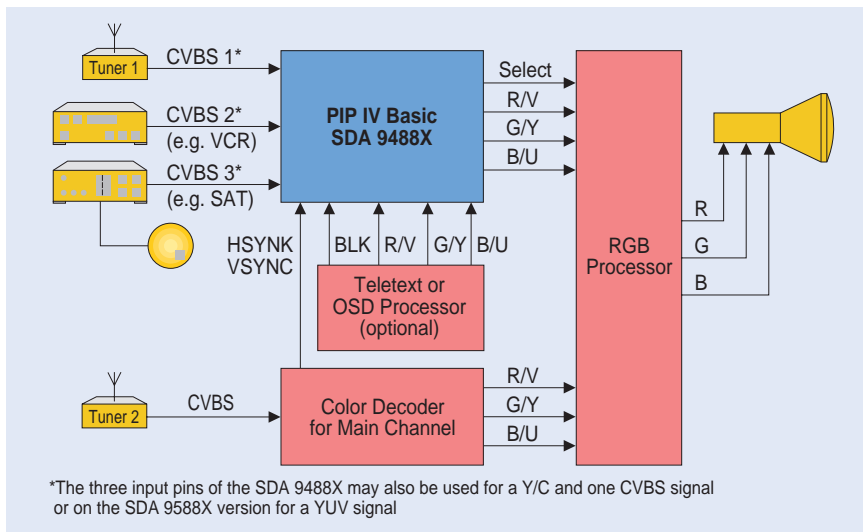 Tuner 1
CVBS 1*
CVBS 2*
(e.g. VCR)
CVBS 3*
(e.g. SAT)
PIP IV Basic
SDA 9488X
Select
R/V
G/Y
B/U
HSYNK
VSYNC
BLK
R/V
G/Y
B/U
Teletext or
OSD Processor
(optional)
RGB
Processor
R
G
B
Tuner 2
CVBS
Color Decoder
for Main Channel
R/V
G/Y
B/U
*The three input pins of the SDA 9488X may also be used for a Y/C and one CVBS signal
or on the SDA 9588X version for a YUV signal